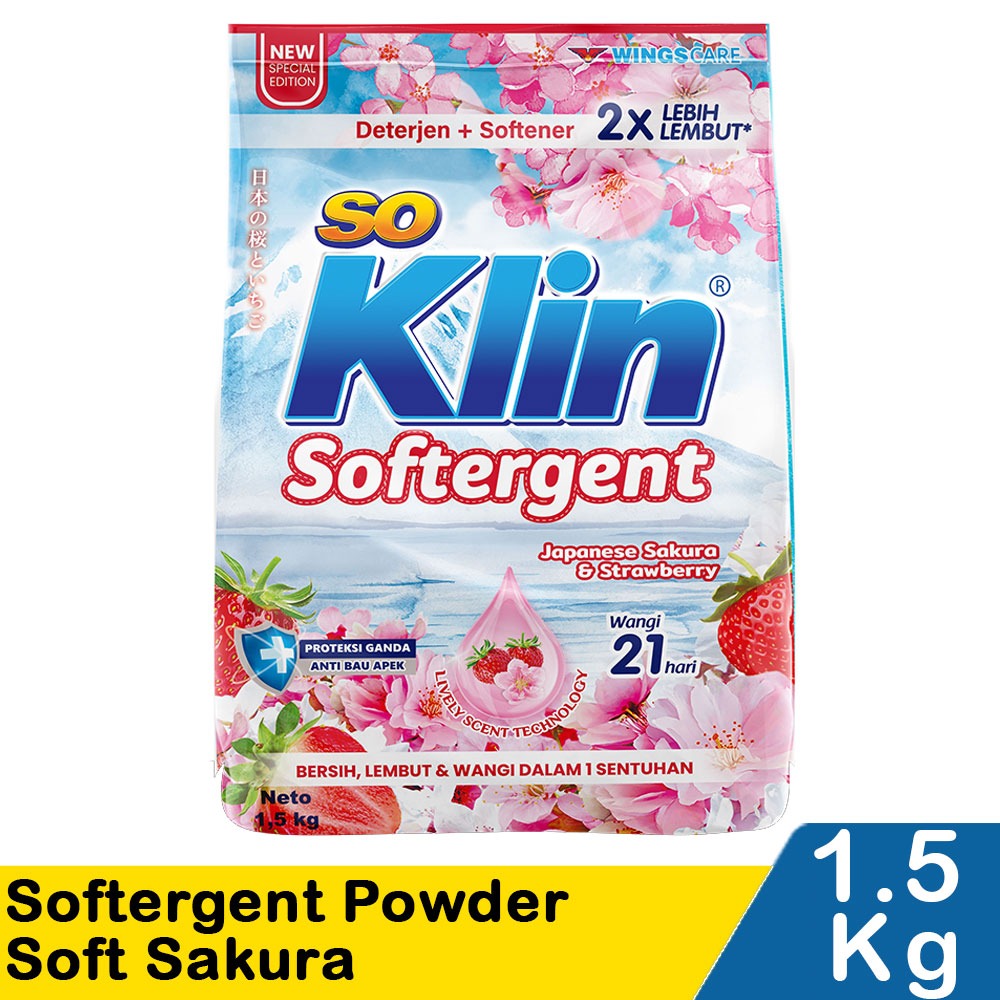 NEW
SPECIAL
EDITION
WINGSCARE
Deterjen + Softener
2X LEBIH
LEMBUT*
日本の桜といちご
SO
Klin®
Softergent
Japanese Sakura
& Strawberry
Wangi
21 hari
PROTEKSI GANDA
ANTI BAU APEK
LIVELY SCENT TECHNOLOGY
BERSIH, LEMBUT & WANGI DALAM 1 SENTUHAN
Neto
1,5 kg
Softergent Powder
Soft Sakura
1.5
Kg